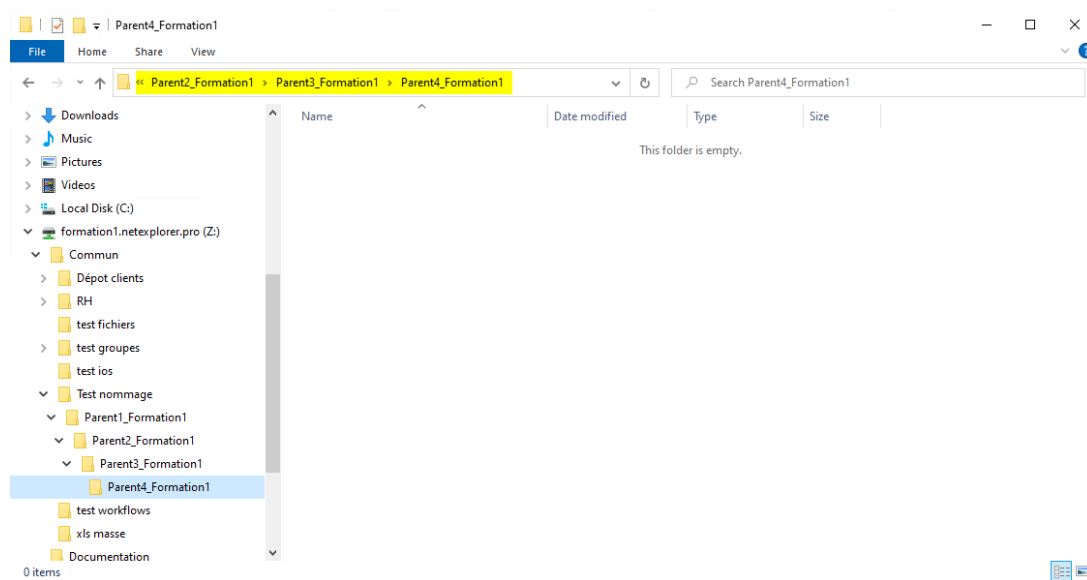 Parent4_Formation1
File Home Share View
« Parent2_Formation1 › Parent3_Formation1 › Parent4_Formation1
Search Parent4_Formation1
Name Date modified Type Size
This folder is empty.
Downloads
Music
Pictures
Videos
Local Disk (C:)
formation1.netexplorer.pro (Z:)
Commun
Dépot clients
RH
test fichiers
test groupes
test ios
Test nommage
Parent1_Formation1
Parent2_Formation1
Parent3_Formation1
Parent4_Formation1
test workflows
xls masse
Documentation
0 items